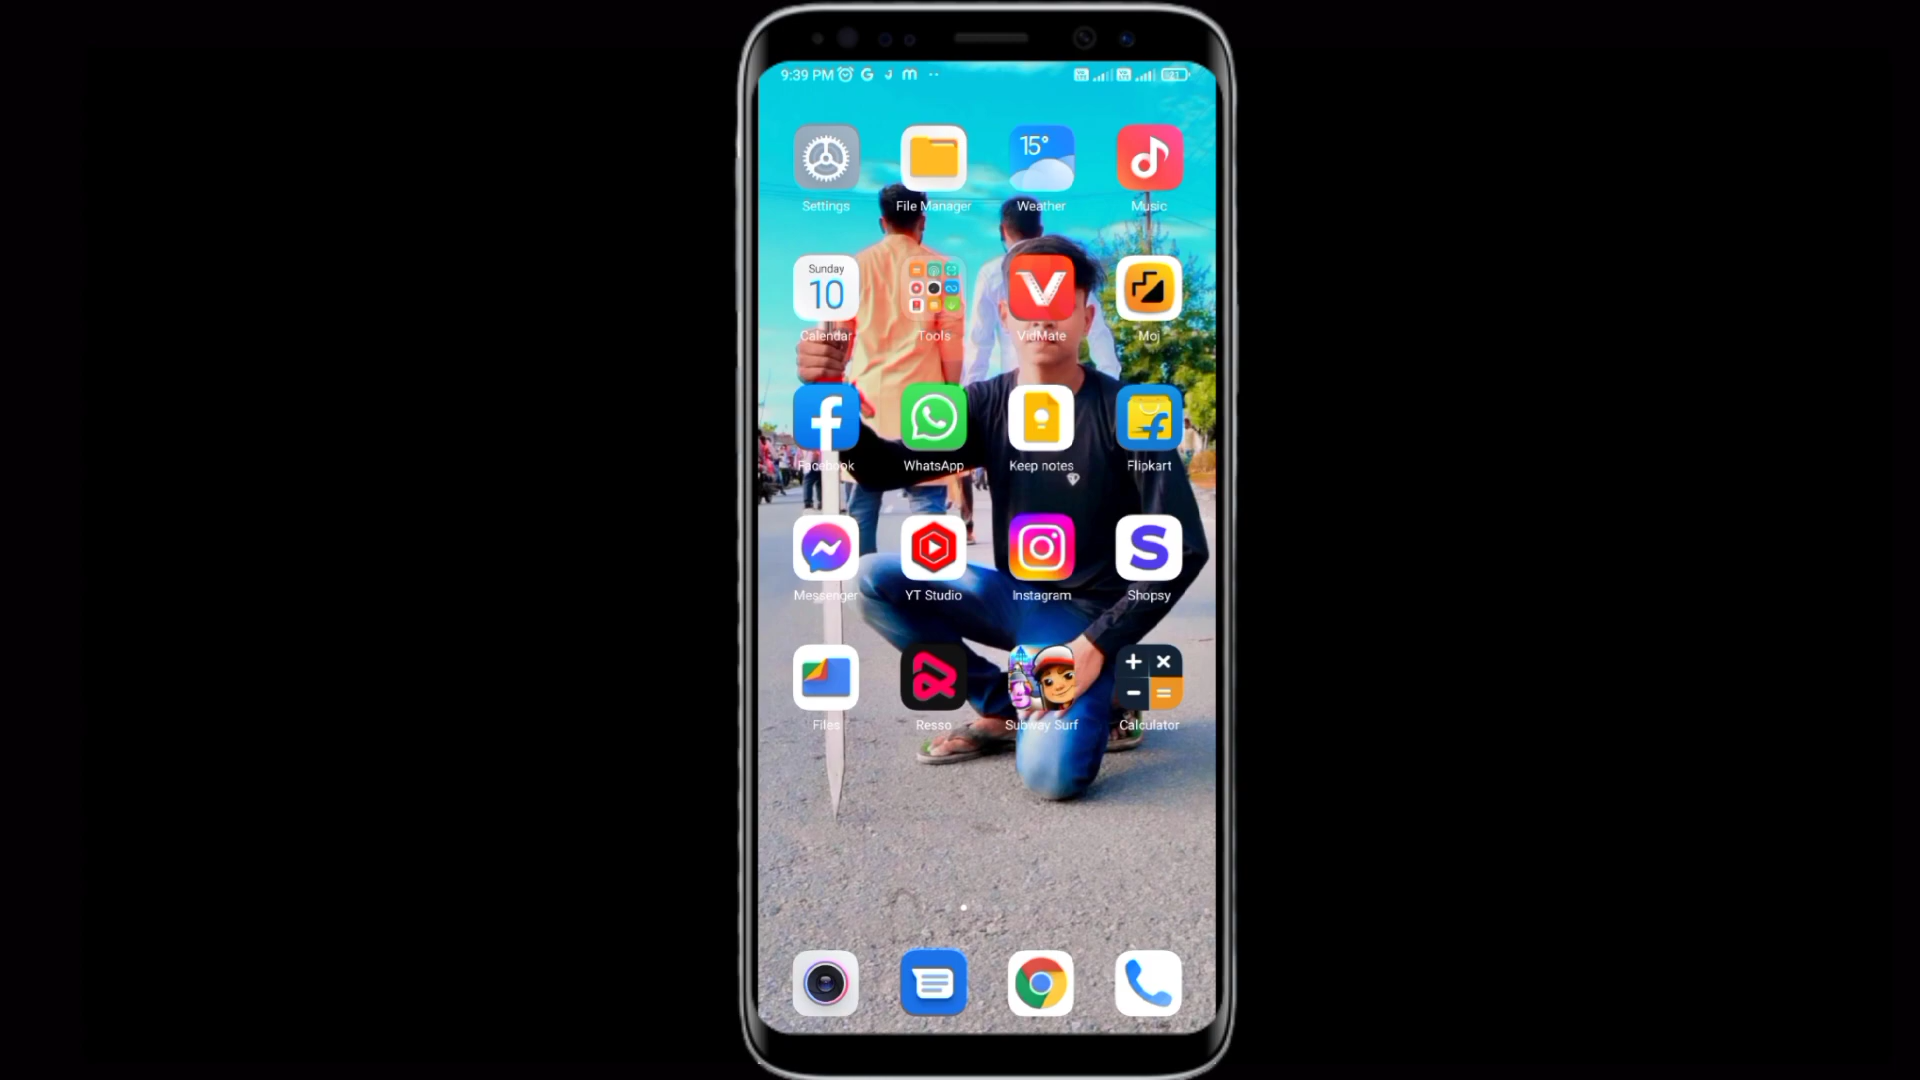 9:39 PM
15°
Settings File Manager Weather Music
Sunday
10
Calendar Tools VidMate Moj
Facebook WhatsApp Keep notes Flipkart
Messenger YT Studio Instagram Shopsy
Files Resso Subway Surf Calculator